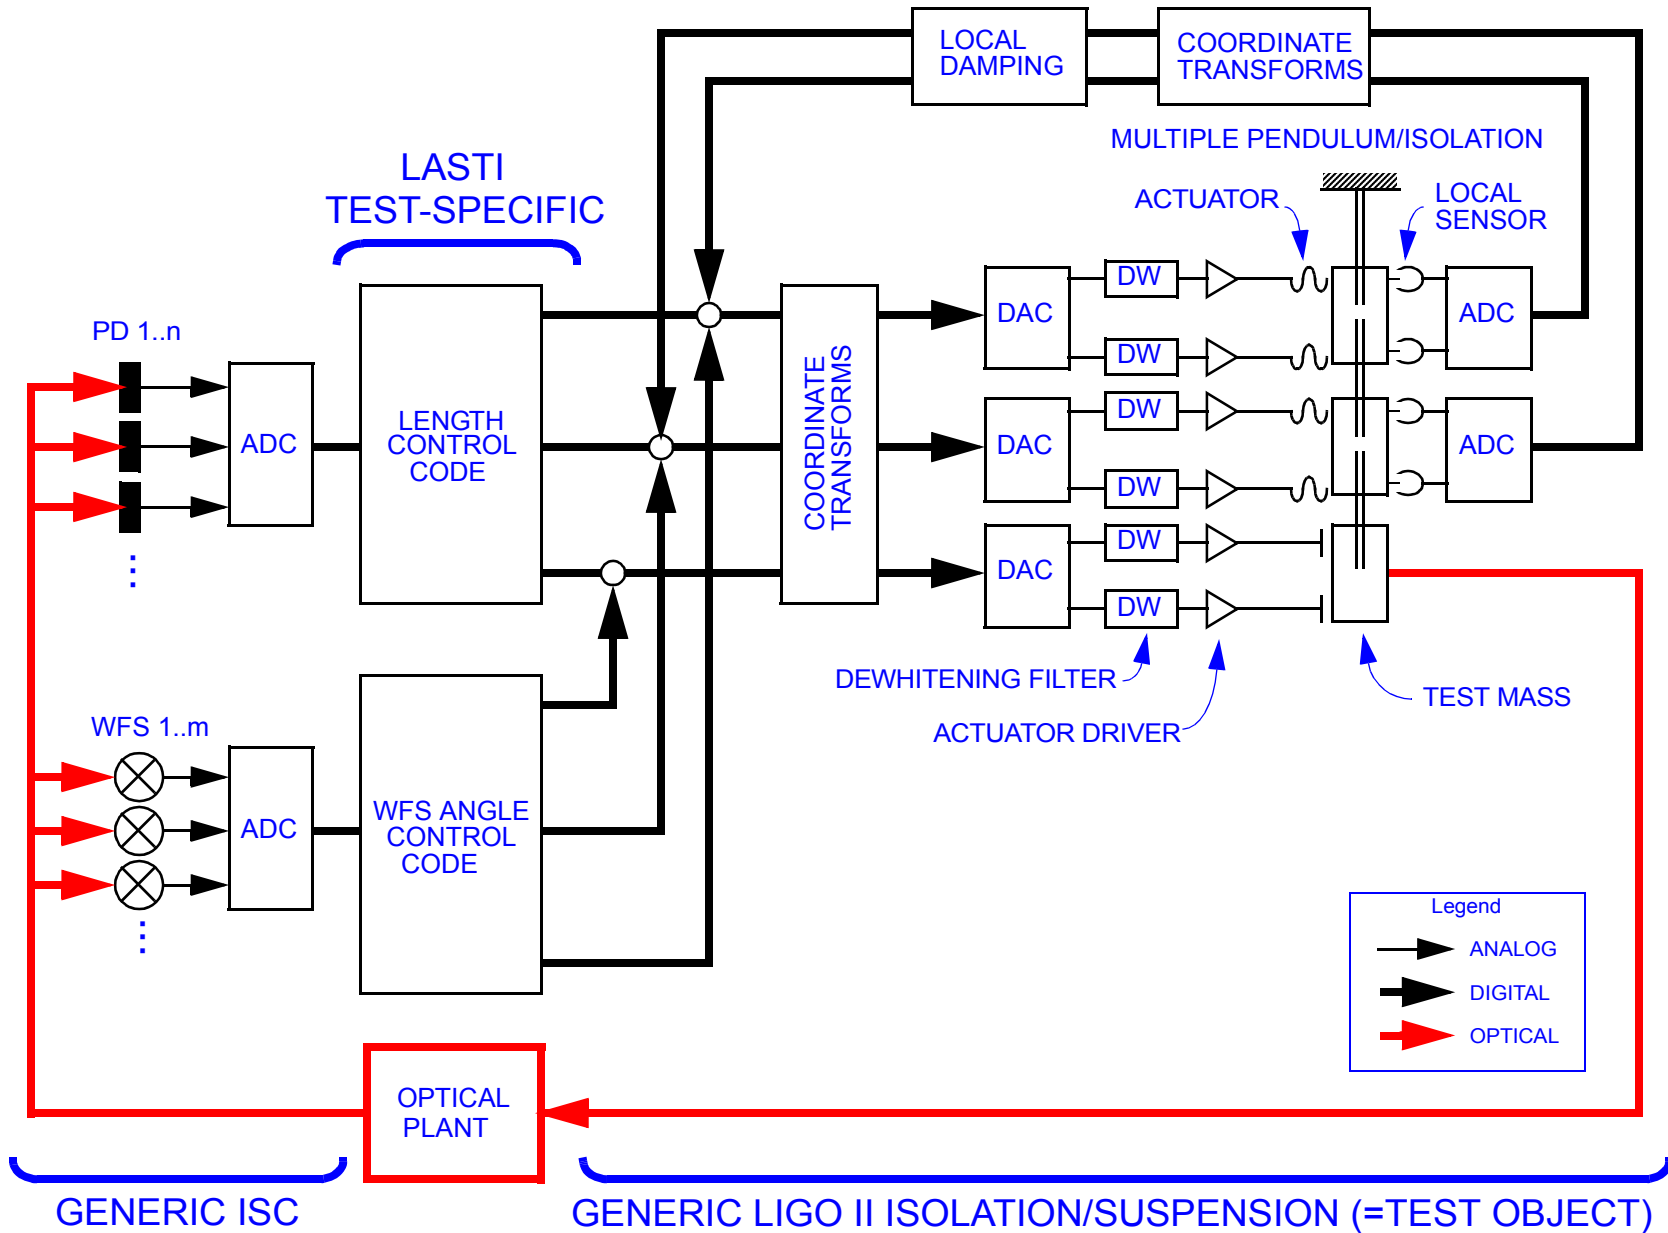 LOCAL
DAMPING
COORDINATE
TRANSFORMS
MULTIPLE PENDULUM/ISOLATION
LASTI
TEST-SPECIFIC
ACTUATOR
LOCAL
SENSOR
PD 1..n
ADC
LENGTH
CONTROL
CODE
COORDINATE
TRANSFORMS
DAC
DW
DW
ADC
DAC
DW
DW
ADC
DAC
DW
DW
DEWHITENING FILTER
ACTUATOR DRIVER
TEST MASS
WFS 1..m
ADC
WFS ANGLE
CONTROL
CODE
Legend
ANALOG
DIGITAL
OPTICAL
OPTICAL
PLANT
GENERIC ISC
GENERIC LIGO II ISOLATION/SUSPENSION (=TEST OBJECT)